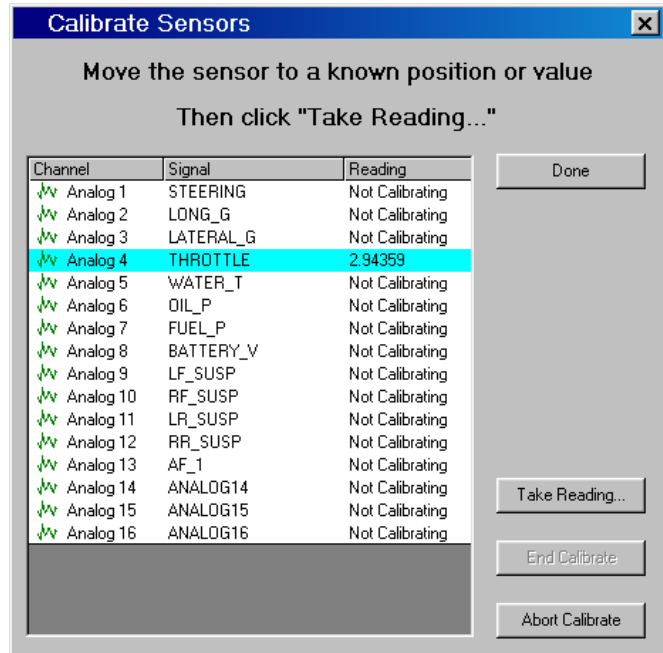 Calibrate Sensors
Move the sensor to a known position or value
Then click "Take Reading..."
Channel Signal Reading
Analog 1 STEERING Not Calibrating
Analog 2 LONG_G Not Calibrating
Analog 3 LATERAL_G Not Calibrating
Analog 4 THROTTLE 2.94359
Analog 5 WATER_T Not Calibrating
Analog 6 OIL_P Not Calibrating
Analog 7 FUEL_P Not Calibrating
Analog 8 BATTERY_V Not Calibrating
Analog 9 LF_SUSP Not Calibrating
Analog 10 RF_SUSP Not Calibrating
Analog 11 LR_SUSP Not Calibrating
Analog 12 RR_SUSP Not Calibrating
Analog 13 AF_1 Not Calibrating
Analog 14 ANALOG14 Not Calibrating
Analog 15 ANALOG15 Not Calibrating
Analog 16 ANALOG16 Not Calibrating
Done
Take Reading...
End Calibrate
Abort Calibrate